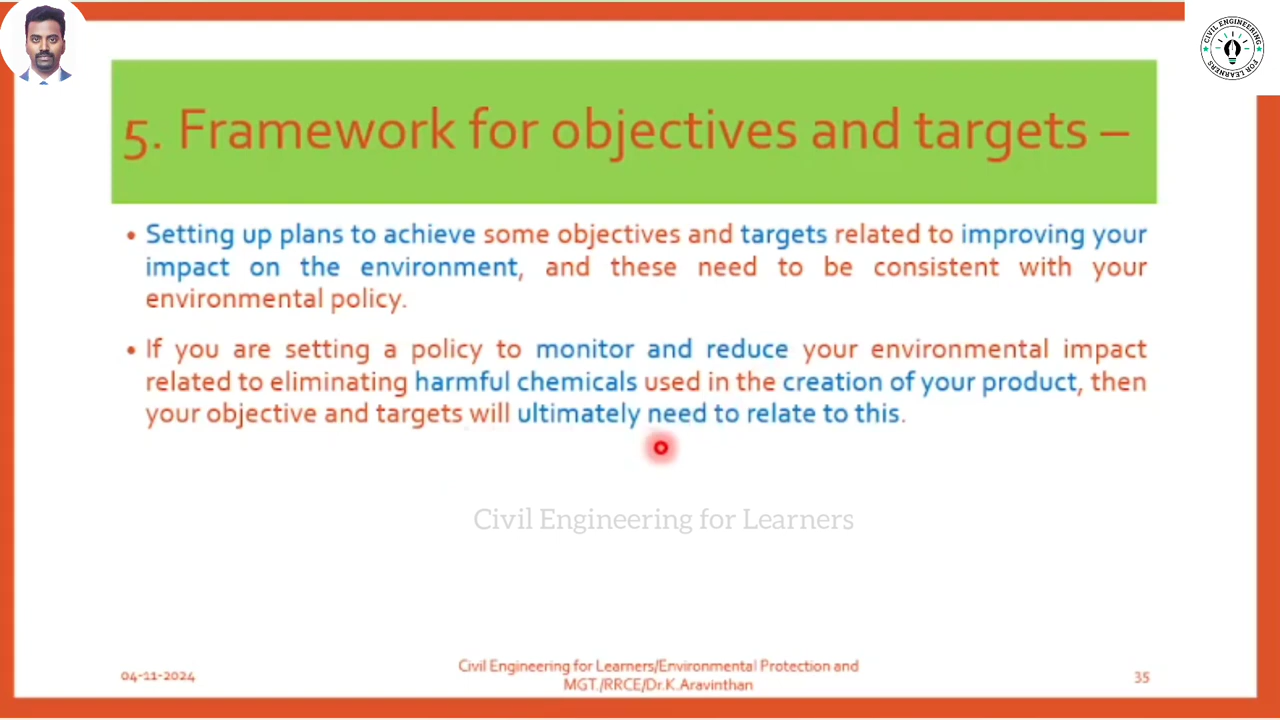 CIVIL ENGINEERING
FOR LEARNERS
5. Framework for objectives and targets –
• Setting up plans to achieve some objectives and targets related to improving your
impact on the environment, and these need to be consistent with your
environmental policy.
• If you are setting a policy to monitor and reduce your environmental impact
related to eliminating harmful chemicals used in the creation of your product, then
your objective and targets will ultimately need to relate to this.
Civil Engineering for Learners
04-11-2024
Civil Engineering for Learners/Environmental Protection and
MGT./RRCE/Dr.K.Aravinthan
35